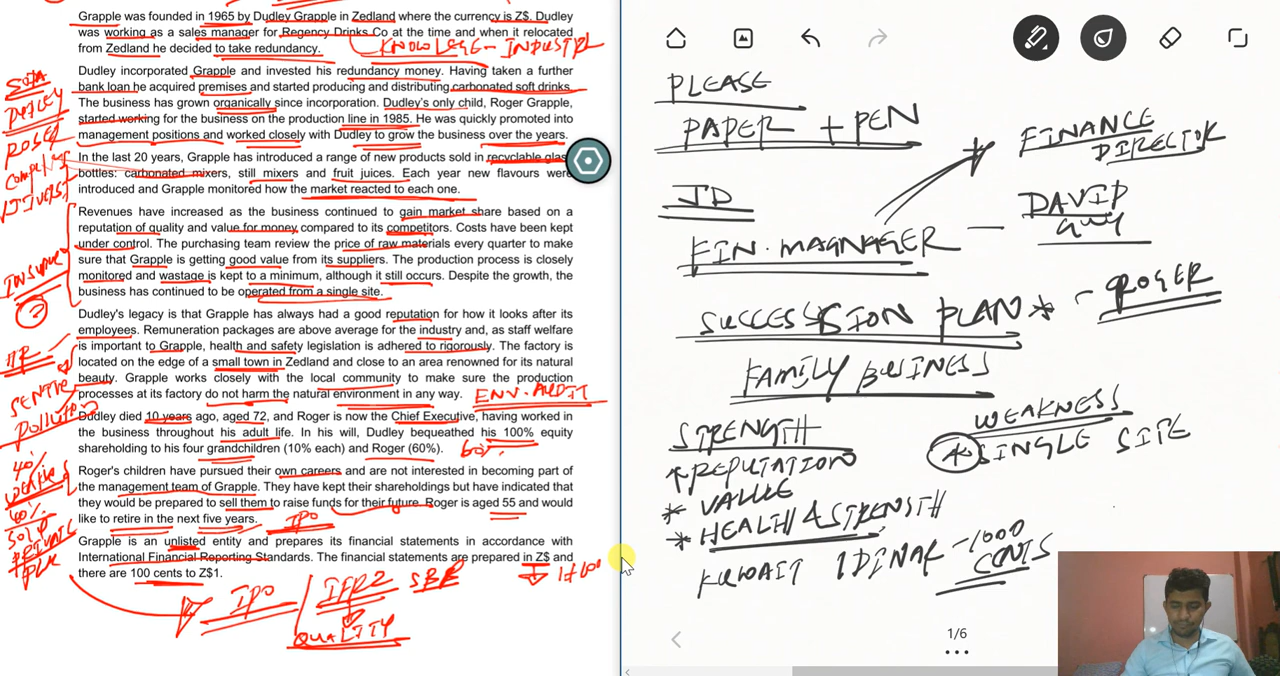 Grapple was founded in 1965 by Dudley Grapple in Zedland where the currency is Z$. Dudley
was working as a sales manager for Regency Drinks Co at the time and when it relocated
from Zedland he decided to take redundancy.
KNOWLEGE - INDUSTRY
Dudley incorporated Grapple and invested his redundancy money. Having taken a further
bank loan he acquired premises and started producing and distributing carbonated soft drinks.
The business has grown organically since incorporation. Dudley's only child, Roger Grapple,
started working for the business on the production line in 1985. He was quickly promoted into
management positions and worked closely with Dudley to grow the business over the years.
SODA
In the last 20 years, Grapple has introduced a range of new products sold in recyclable glass
bottles: carbonated mixers, still mixers and fruit juices. Each year new flavours were
introduced and Grapple monitored how the market reacted to each one.
Revenues have increased as the business continued to gain market share based on a
reputation of quality and value for money compared to its competitors. Costs have been kept
under control. The purchasing team review the price of raw materials every quarter to make
sure that Grapple is getting good value from its suppliers. The production process is closely
monitored and wastage is kept to a minimum, although it still occurs. Despite the growth, the
business has continued to be operated from a single site.
?
Dudley's legacy is that Grapple has always had a good reputation for how it looks after its
employees. Remuneration packages are above average for the industry and, as staff welfare
is important to Grapple, health and safety legislation is adhered to rigorously. The factory is
located on the edge of a small town in Zedland and close to an area renowned for its natural
beauty. Grapple works closely with the local community to make sure the production
processes at its factory do not harm the natural environment in any way.
ENV. AUDIT
Dudley died 10 years ago, aged 72, and Roger is now the Chief Executive, having worked in
the business throughout his adult life. In his will, Dudley bequeathed his 100% equity
shareholding to his four grandchildren (10% each) and Roger (60%).
60%
Roger's children have pursued their own careers and are not interested in becoming part of
the management team of Grapple. They have kept their shareholdings but have indicated that
they would be prepared to sell them to raise funds for their future. Roger is aged 55 and would
like to retire in the next five years.
IPO
40%
40%
SOLD
PRIVATE
Grapple is an unlisted entity and prepares its financial statements in accordance with
International Financial Reporting Standards. The financial statements are prepared in Z$ and
there are 100 cents to Z$1.
IPO
QUALITY
PLEASE
PAPER + PEN
FINANCE
DIRECTOR
JD
FIN. MAGNAGER
DAVID
GUY
SUCCESSION PLAN * - ROGER
FAMILY BUSINESS
STRENGTH
* REPUTATION
* VALUE
* HEALTH & STRENGTH
WEAKNESS
* SINGLE SITE
KUWAIT 1 DINAR - 1000
CENTS
1/6